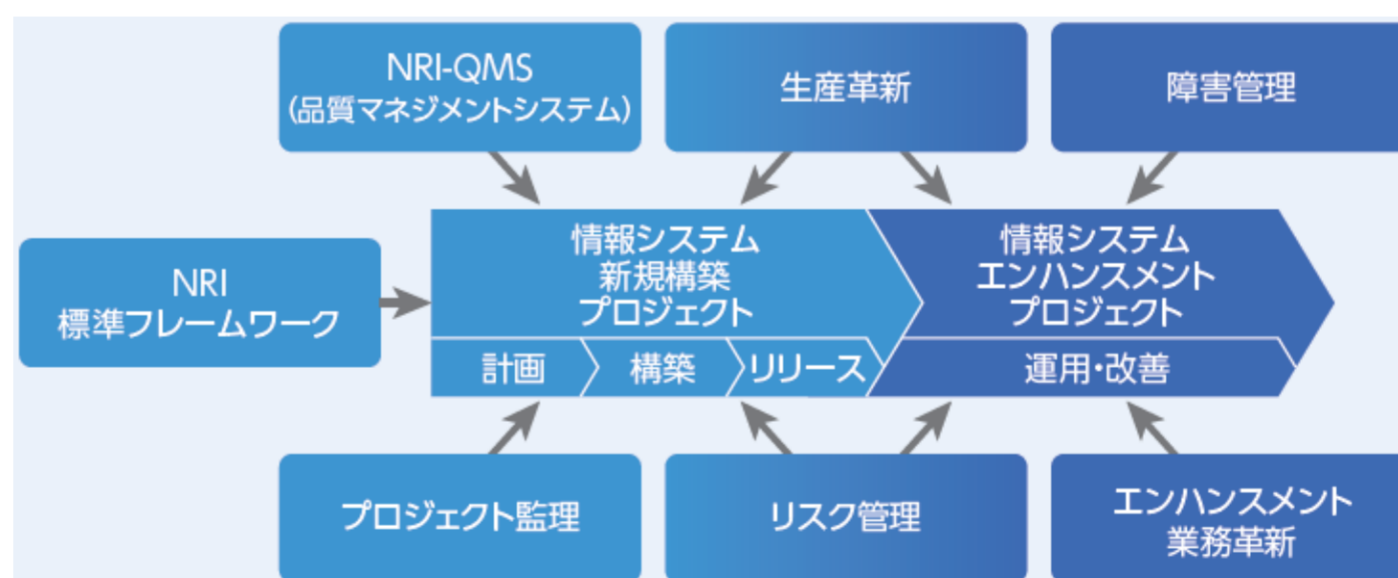 NRI-QMS
(品質マネジメントシステム)
生産革新
障害管理
NRI
標準フレームワーク
情報システム
新規構築
プロジェクト
計画
構築
リリース
情報システム
エンハンスメント
プロジェクト
運用・改善
プロジェクト監理
リスク管理
エンハンスメント
業務革新